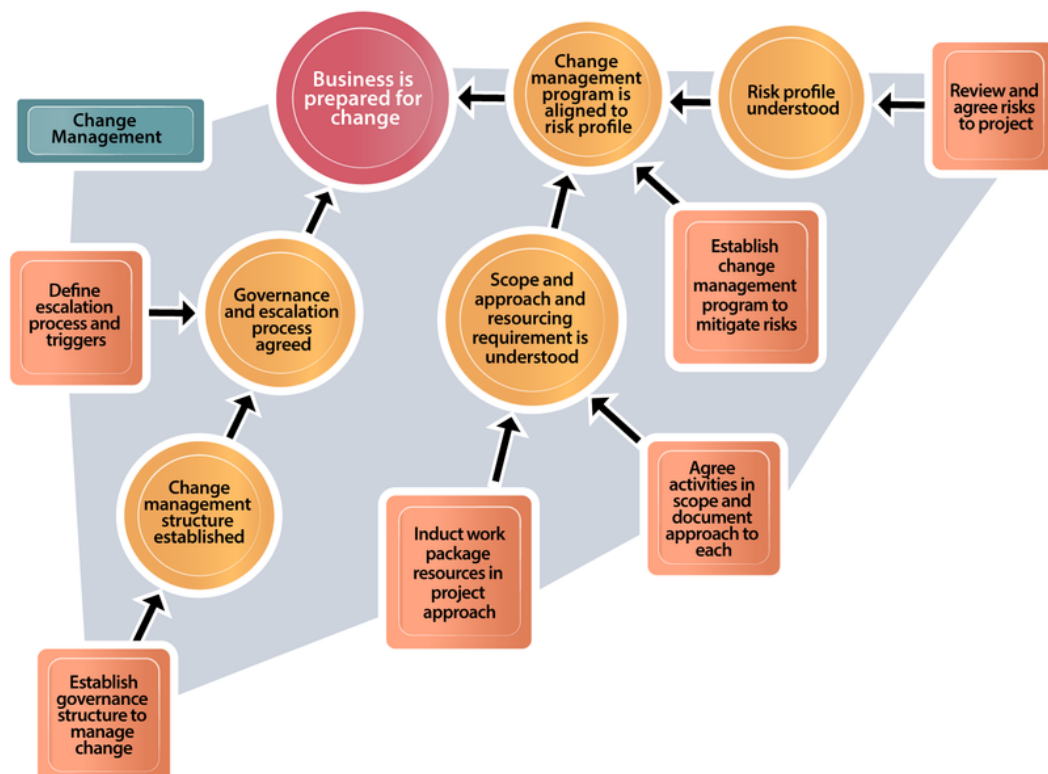 Business is
prepared for
change
Change
management
program is
aligned to
risk profile
Risk profile
understood
Review and
agree risks
to project
Change
Management
Define
escalation
process and
triggers
Governance
and escalation
process
agreed
Scope and
approach and
resourcing
requirement is
understood
Establish
change
management
program to
mitigate risks
Change
management
structure
established
Induct work
package
resources in
project
approach
Agree
activities in
scope and
document
approach to
each
Establish
governance
structure to
manage
change